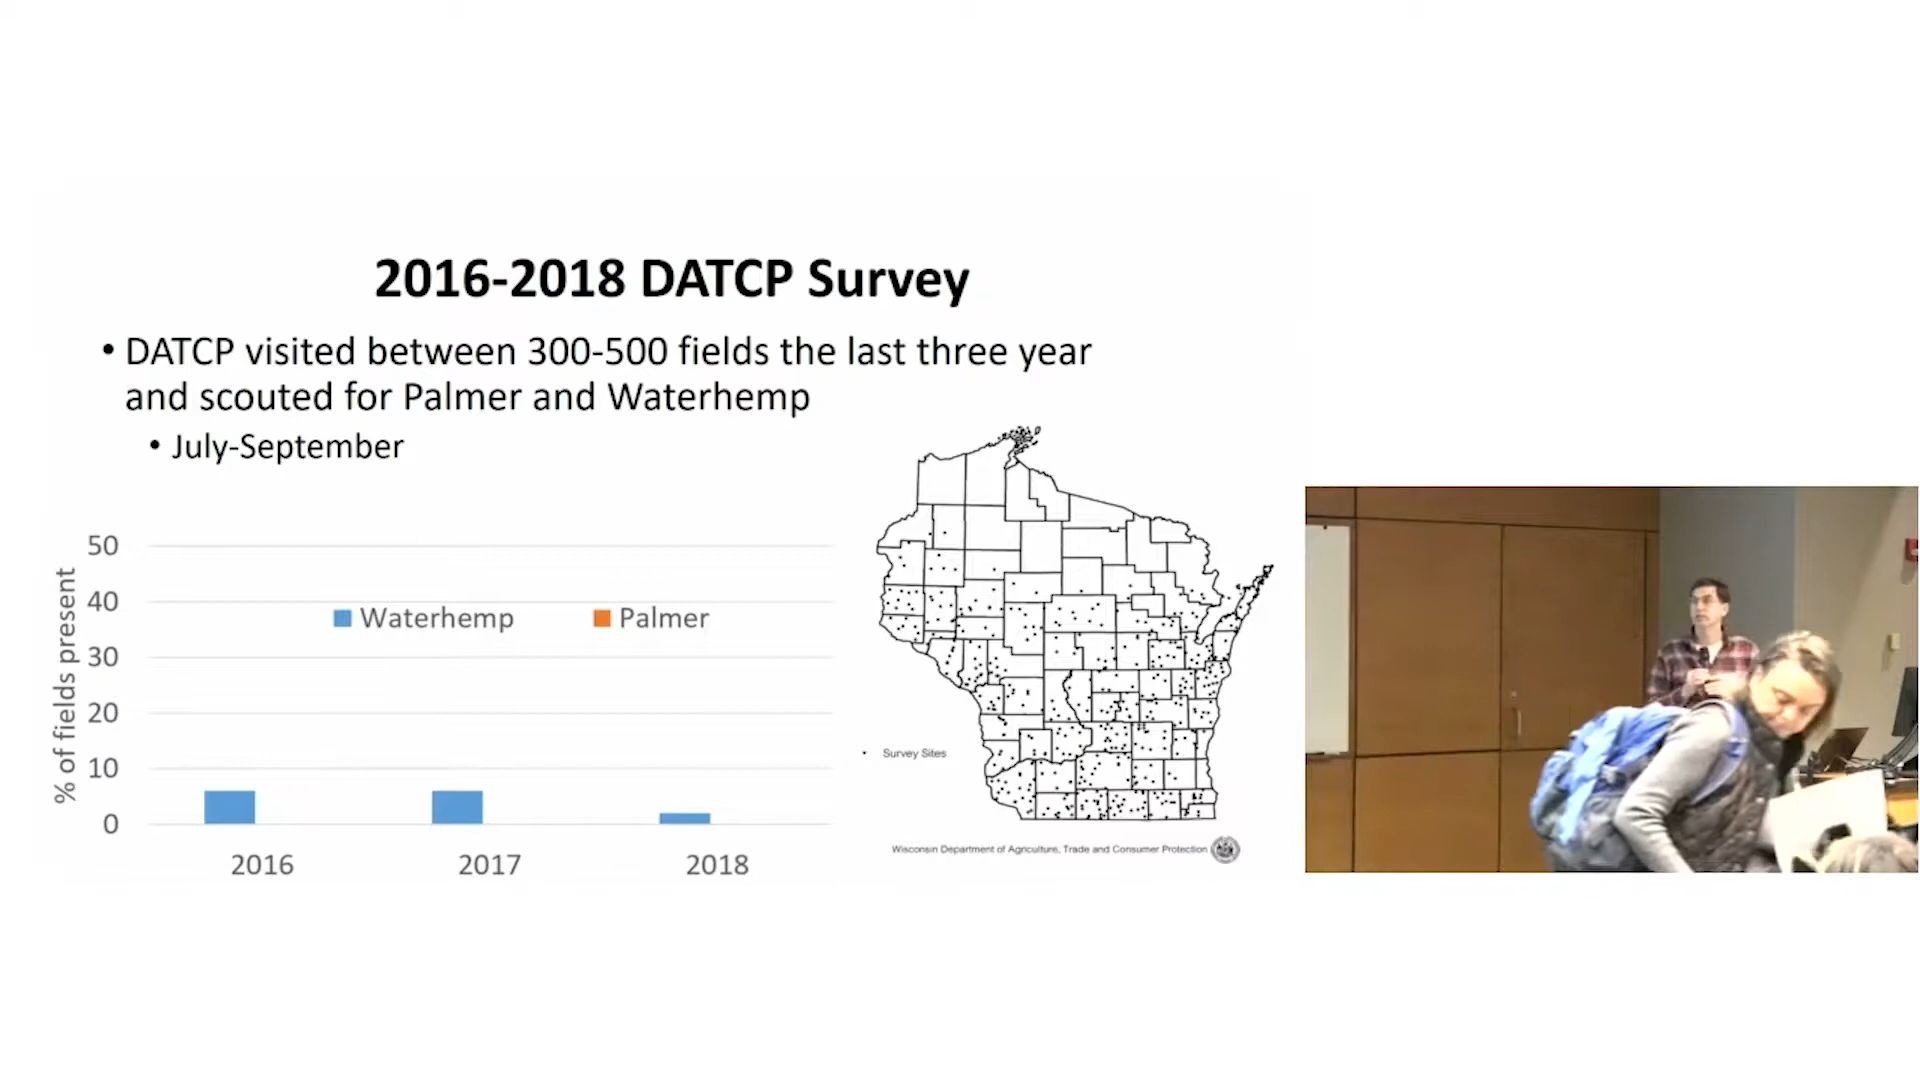 2016-2018 DATCP Survey
• DATCP visited between 300-500 fields the last three year
and scouted for Palmer and Waterhemp
• July-September
% of fields present
50
40
30
20
10
0
Waterhemp
Palmer
2016
2017
2018
Survey Sites
Wisconsin Department of Agriculture, Trade and Consumer Protection